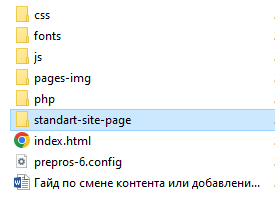 css
fonts
js
pages-img
php
standart-site-page
index.html
prepros-6.config
Гайд по смене контента или добавлени...